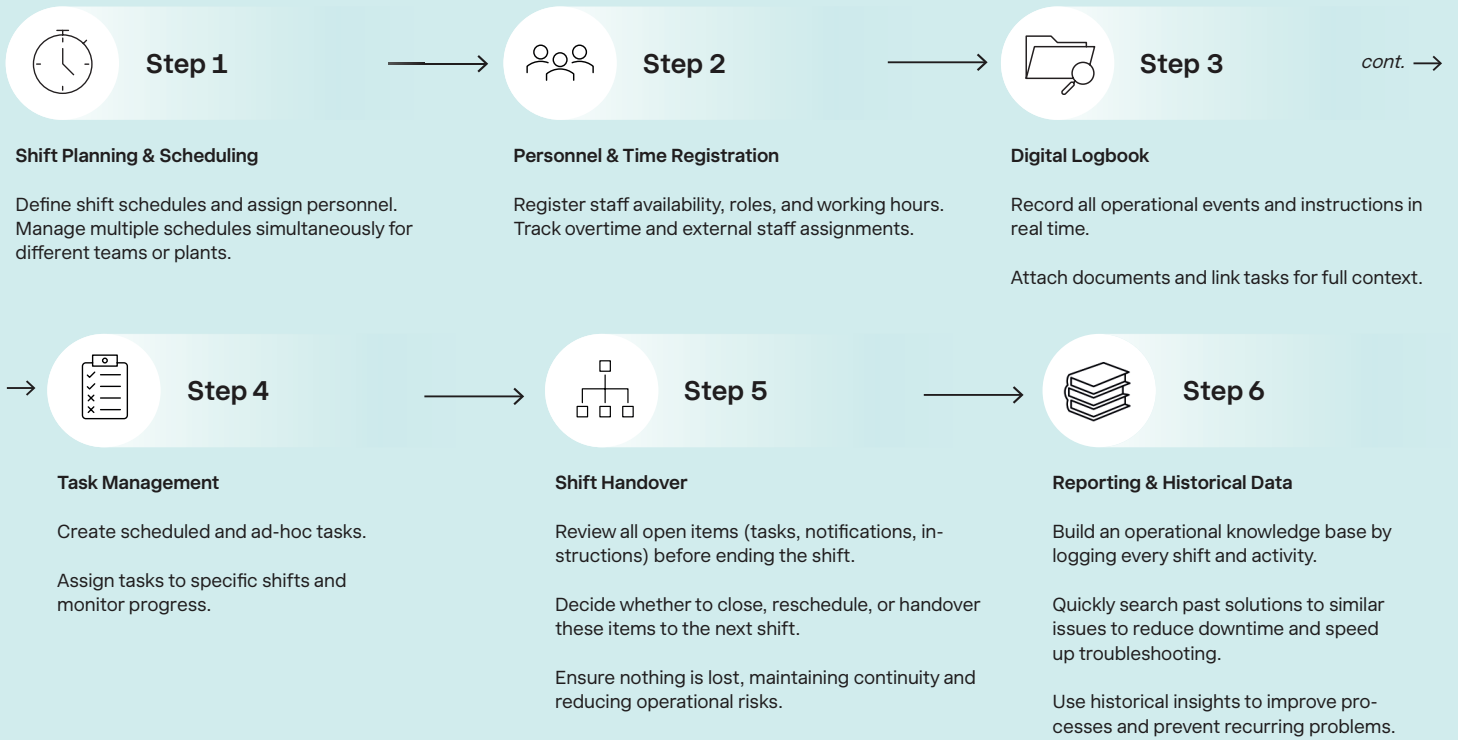 Step 1
Step 2
Step 3
cont.
Shift Planning & Scheduling
Define shift schedules and assign personnel.
Manage multiple schedules simultaneously for
different teams or plants.
Personnel & Time Registration
Register staff availability, roles, and working hours.
Track overtime and external staff assignments.
Digital Logbook
Record all operational events and instructions in
real time.
Attach documents and link tasks for full context.
Step 4
Step 5
Step 6
Task Management
Create scheduled and ad-hoc tasks.
Assign tasks to specific shifts and
monitor progress.
Shift Handover
Review all open items (tasks, notifications, in-
structions) before ending the shift.
Decide whether to close, reschedule, or handover
these items to the next shift.
Ensure nothing is lost, maintaining continuity and
reducing operational risks.
Reporting & Historical Data
Build an operational knowledge base by
logging every shift and activity.
Quickly search past solutions to similar
issues to reduce downtime and speed
up troubleshooting.
Use historical insights to improve pro-
cesses and prevent recurring problems.